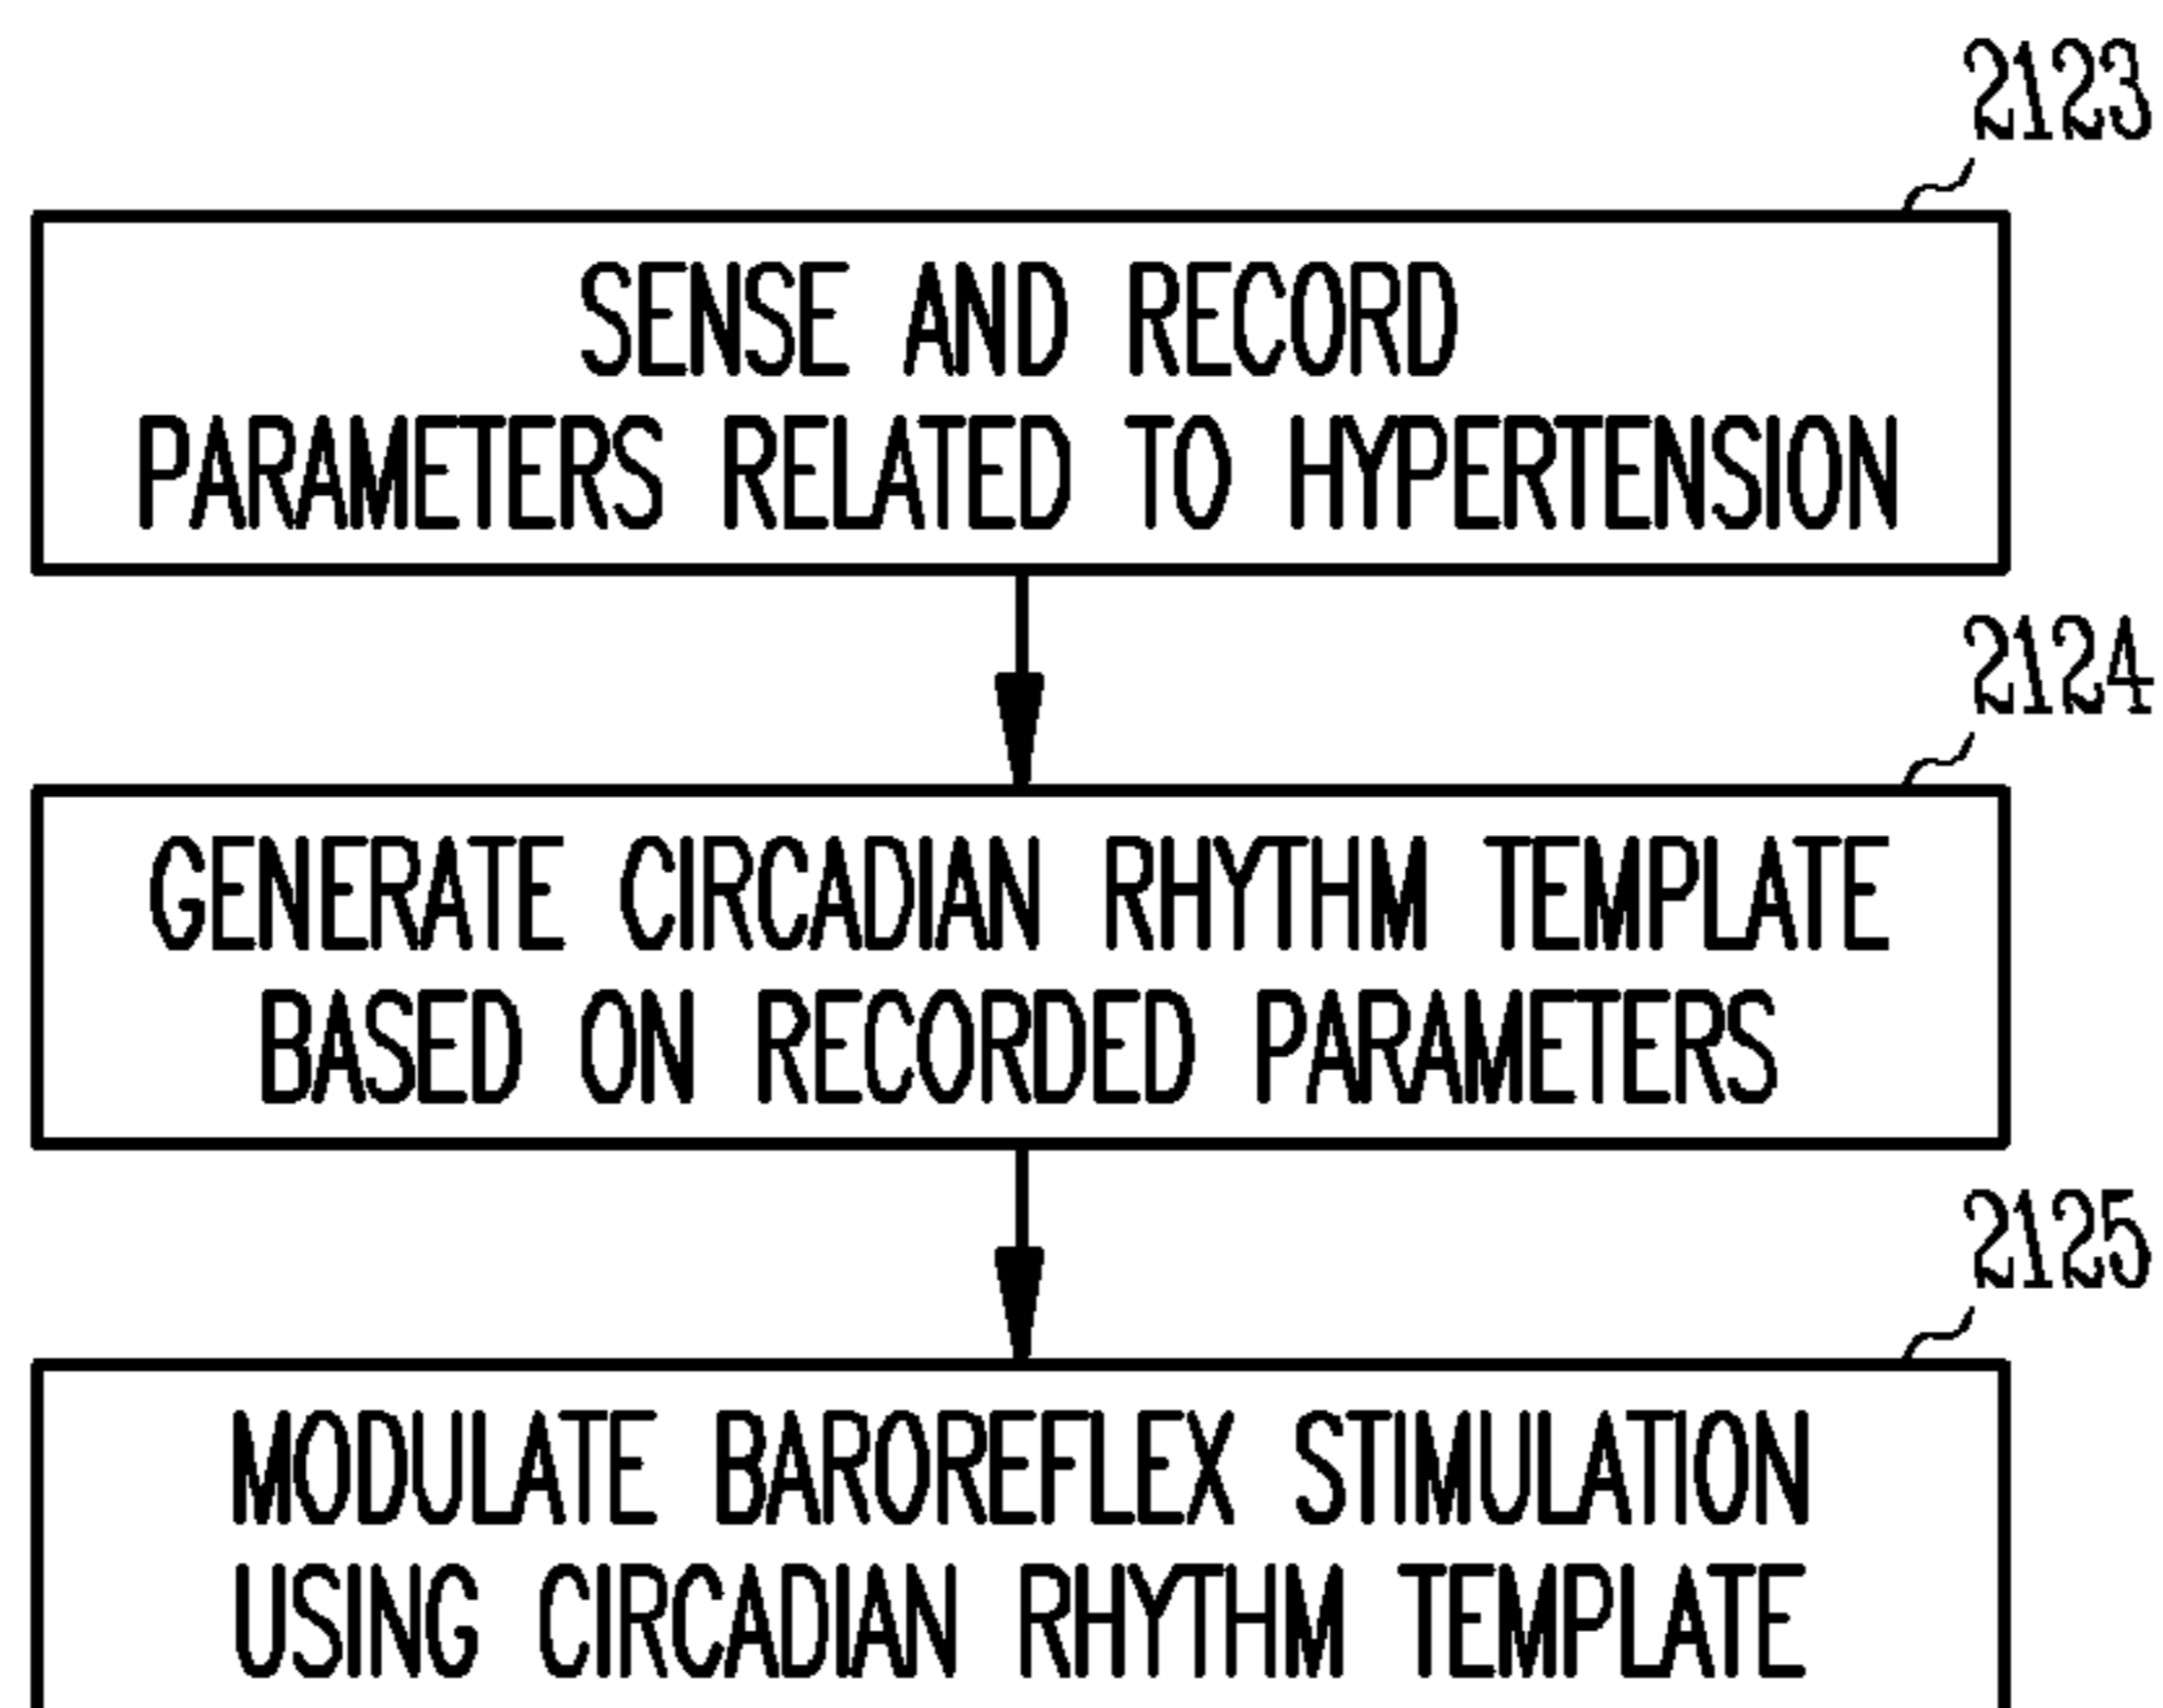 2123
SENSE AND RECORD
PARAMETERS RELATED TO HYPERTENSION
2124
GENERATE CIRCADIAN RHYTHM TEMPLATE
BASED ON RECORDED PARAMETERS
2125
MODULATE BAROREFLEX STIMULATION
USING CIRCADIAN RHYTHM TEMPLATE